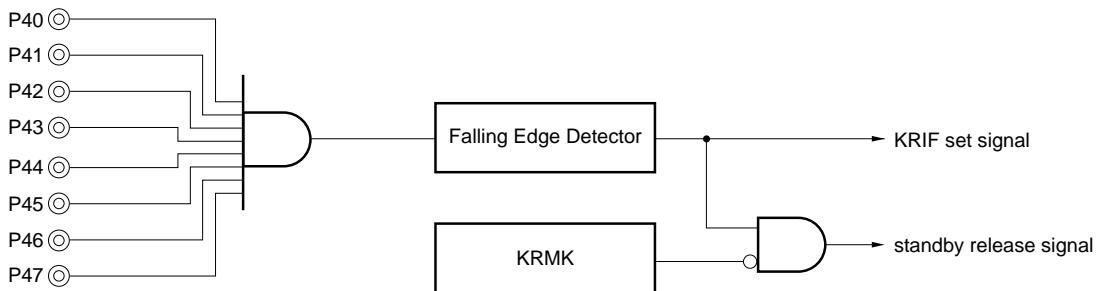 P40
P41
P42
P43
P44
P45
P46
P47
Falling Edge Detector
KRIF set signal
KRMK
standby release signal